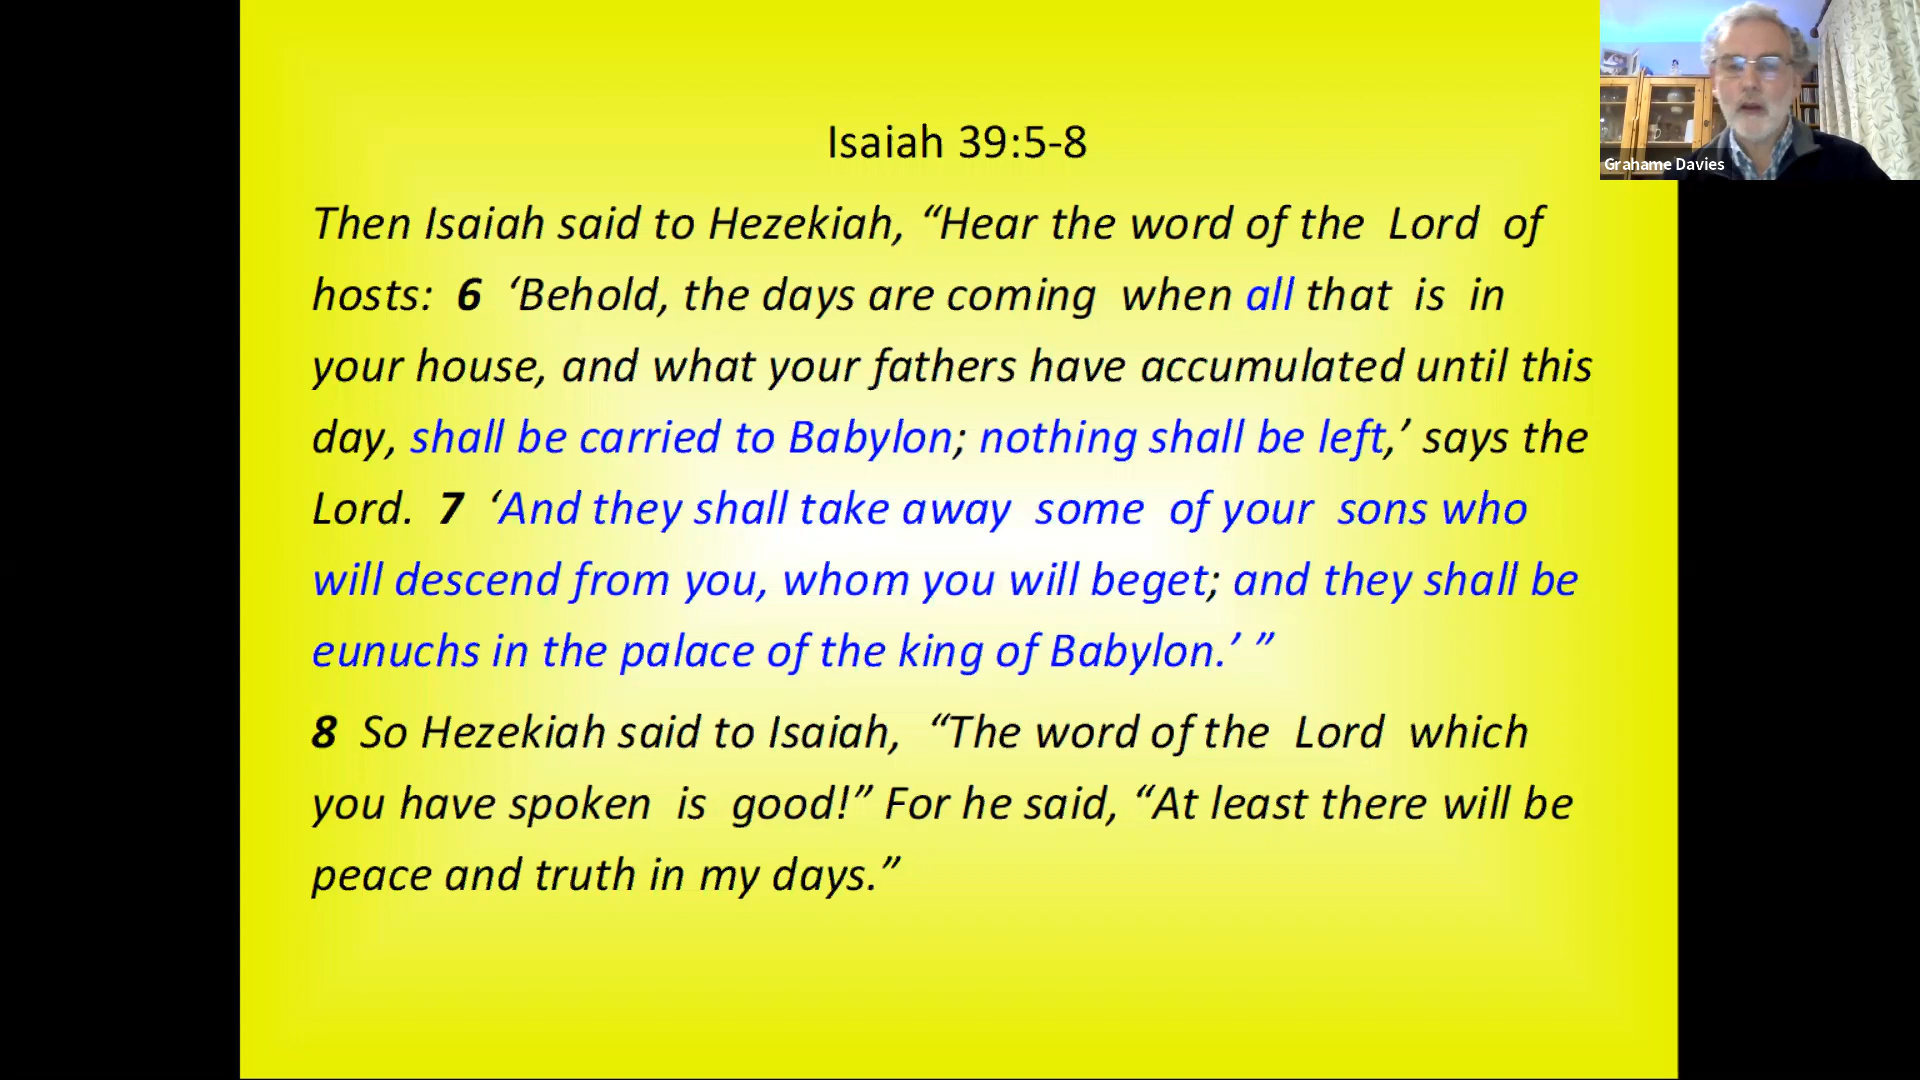 Isaiah 39:5-8
Then Isaiah said to Hezekiah, “Hear the word of the Lord of
hosts: 6 ‘Behold, the days are coming when all that is in
your house, and what your fathers have accumulated until this
day, shall be carried to Babylon; nothing shall be left,’ says the
Lord. 7 ‘And they shall take away some of your sons who
will descend from you, whom you will beget; and they shall be
eunuchs in the palace of the king of Babylon.’ ”
8 So Hezekiah said to Isaiah, “The word of the Lord which
you have spoken is good!” For he said, “At least there will be
peace and truth in my days.”
Grahame Davies